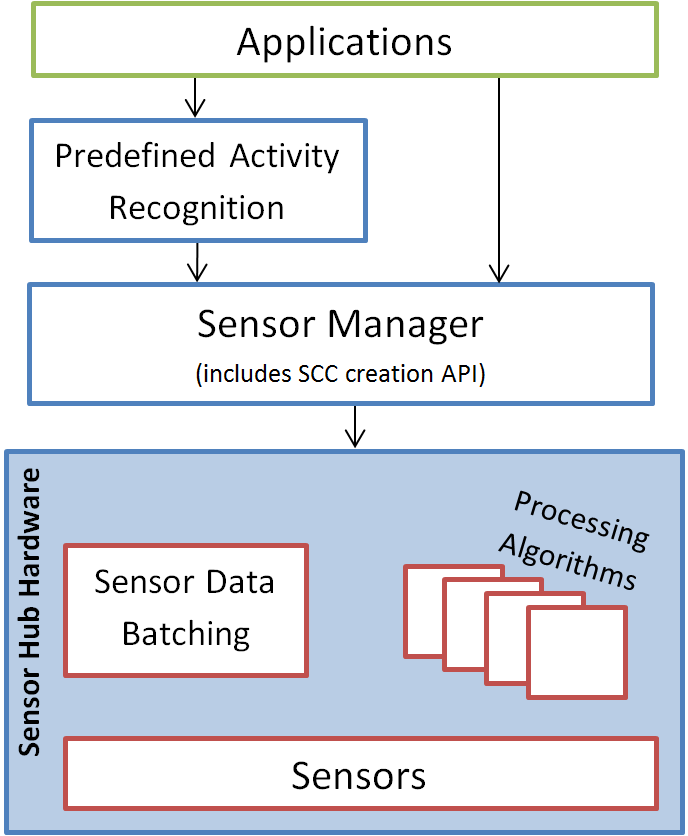 Applications
Predefined Activity
Recognition
Sensor Manager
(includes SCC creation API)
Sensor Hub Hardware
Processing
Algorithms
Sensor Data
Batching
Sensors